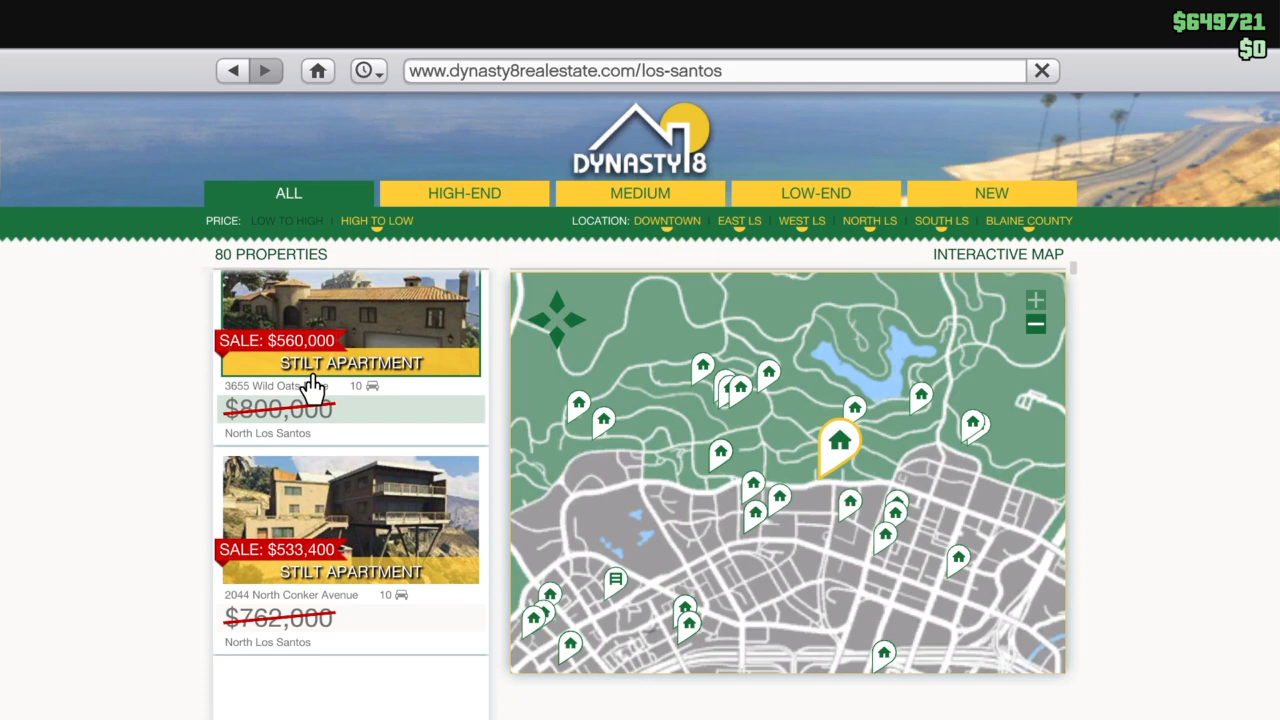 $649721
$0
www.dynasty8realestate.com/los-santos
DYNASTY 8
ALL
HIGH-END
MEDIUM
LOW-END
NEW
PRICE: LOW TO HIGH | HIGH TO LOW
LOCATION: DOWNTOWN | EAST LS | WEST LS | NORTH LS | SOUTH LS | BLAINE COUNTY
80 PROPERTIES
INTERACTIVE MAP
SALE: $560,000
STILT APARTMENT
3655 Wild Oats 10
$800,000
North Los Santos
SALE: $533,400
STILT APARTMENT
2044 North Conker Avenue 10
$762,000
North Los Santos